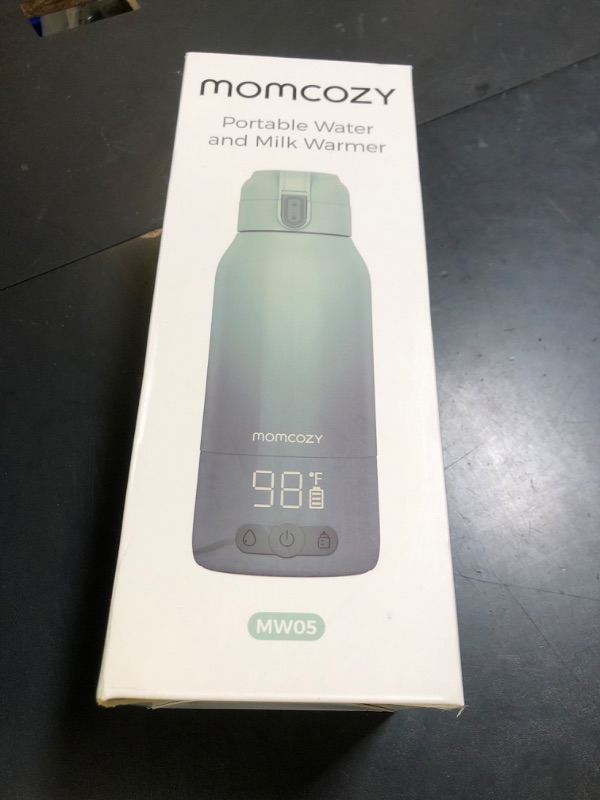 momcozy
Portable Water
and Milk Warmer
momcozy
98°F
MW05